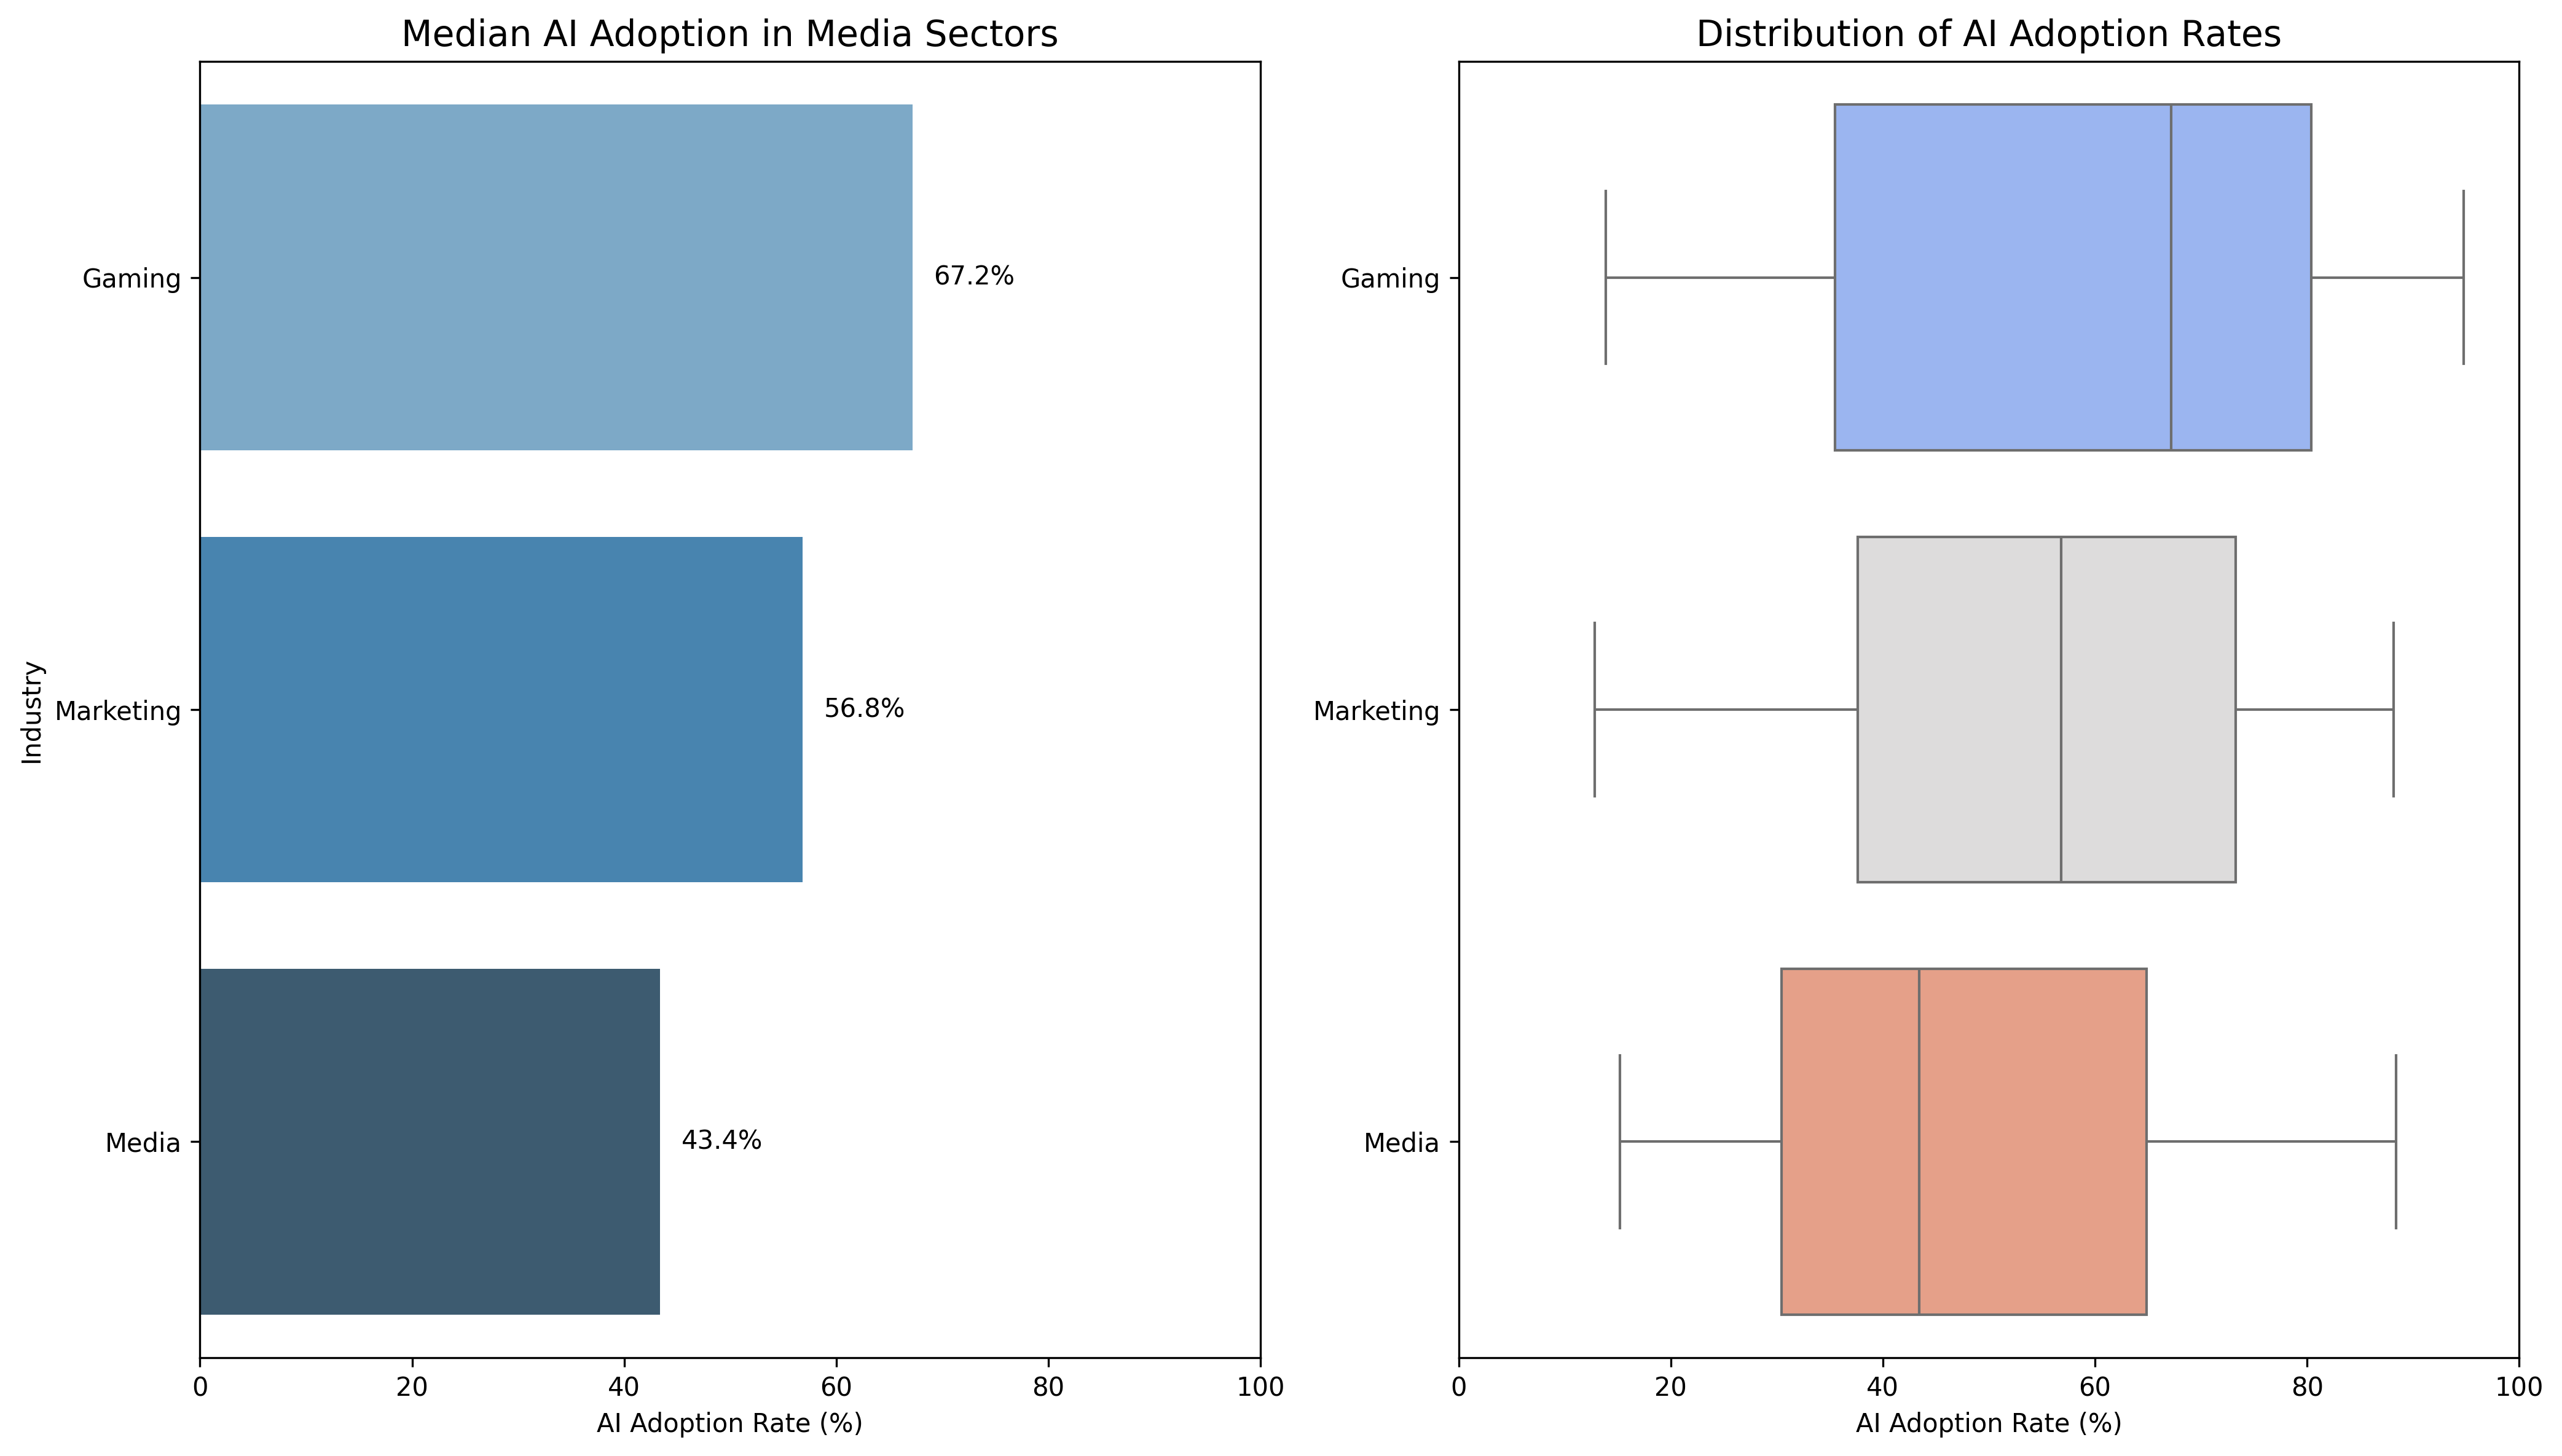 Median AI Adoption in Media Sectors
Industry
Gaming
67.2%
Marketing
56.8%
Media
43.4%
0 20 40 60 80 100
AI Adoption Rate (%)
Distribution of AI Adoption Rates
Gaming
Marketing
Media
0 20 40 60 80 100
AI Adoption Rate (%)